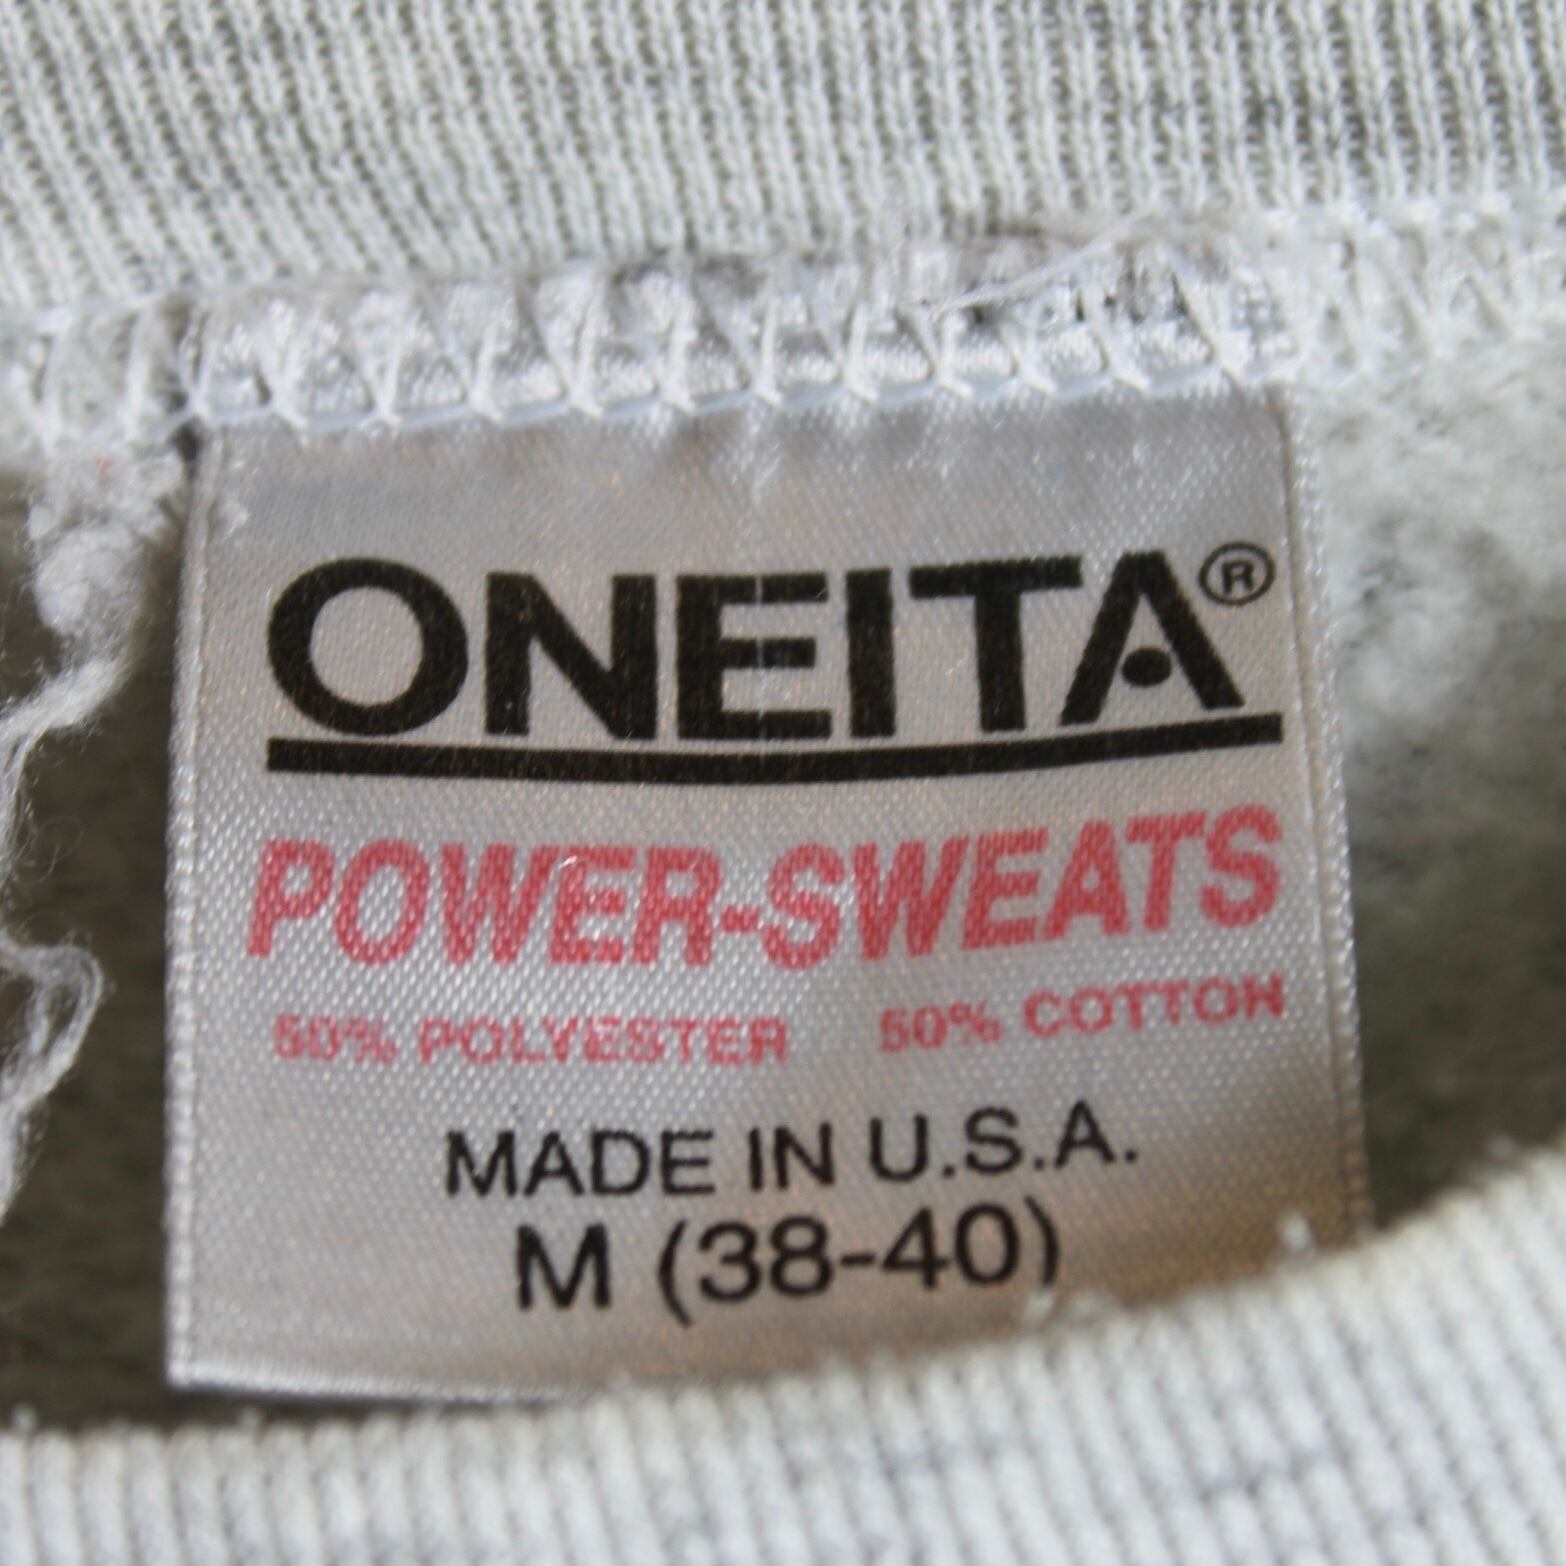 ONEITA®
POWER-SWEATS
50% POLYESTER 50% COTTON
MADE IN U.S.A.
M (38-40)